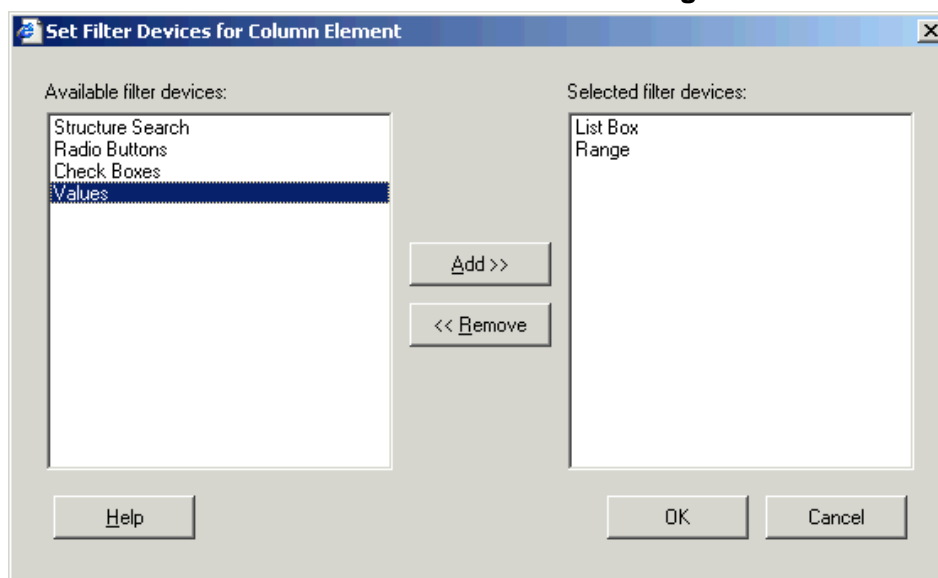 Set Filter Devices for Column Element
Available filter devices:
Selected filter devices:
Structure Search
Radio Buttons
Check Boxes
Values
List Box
Range
Add >>
<< Remove
Help
OK
Cancel